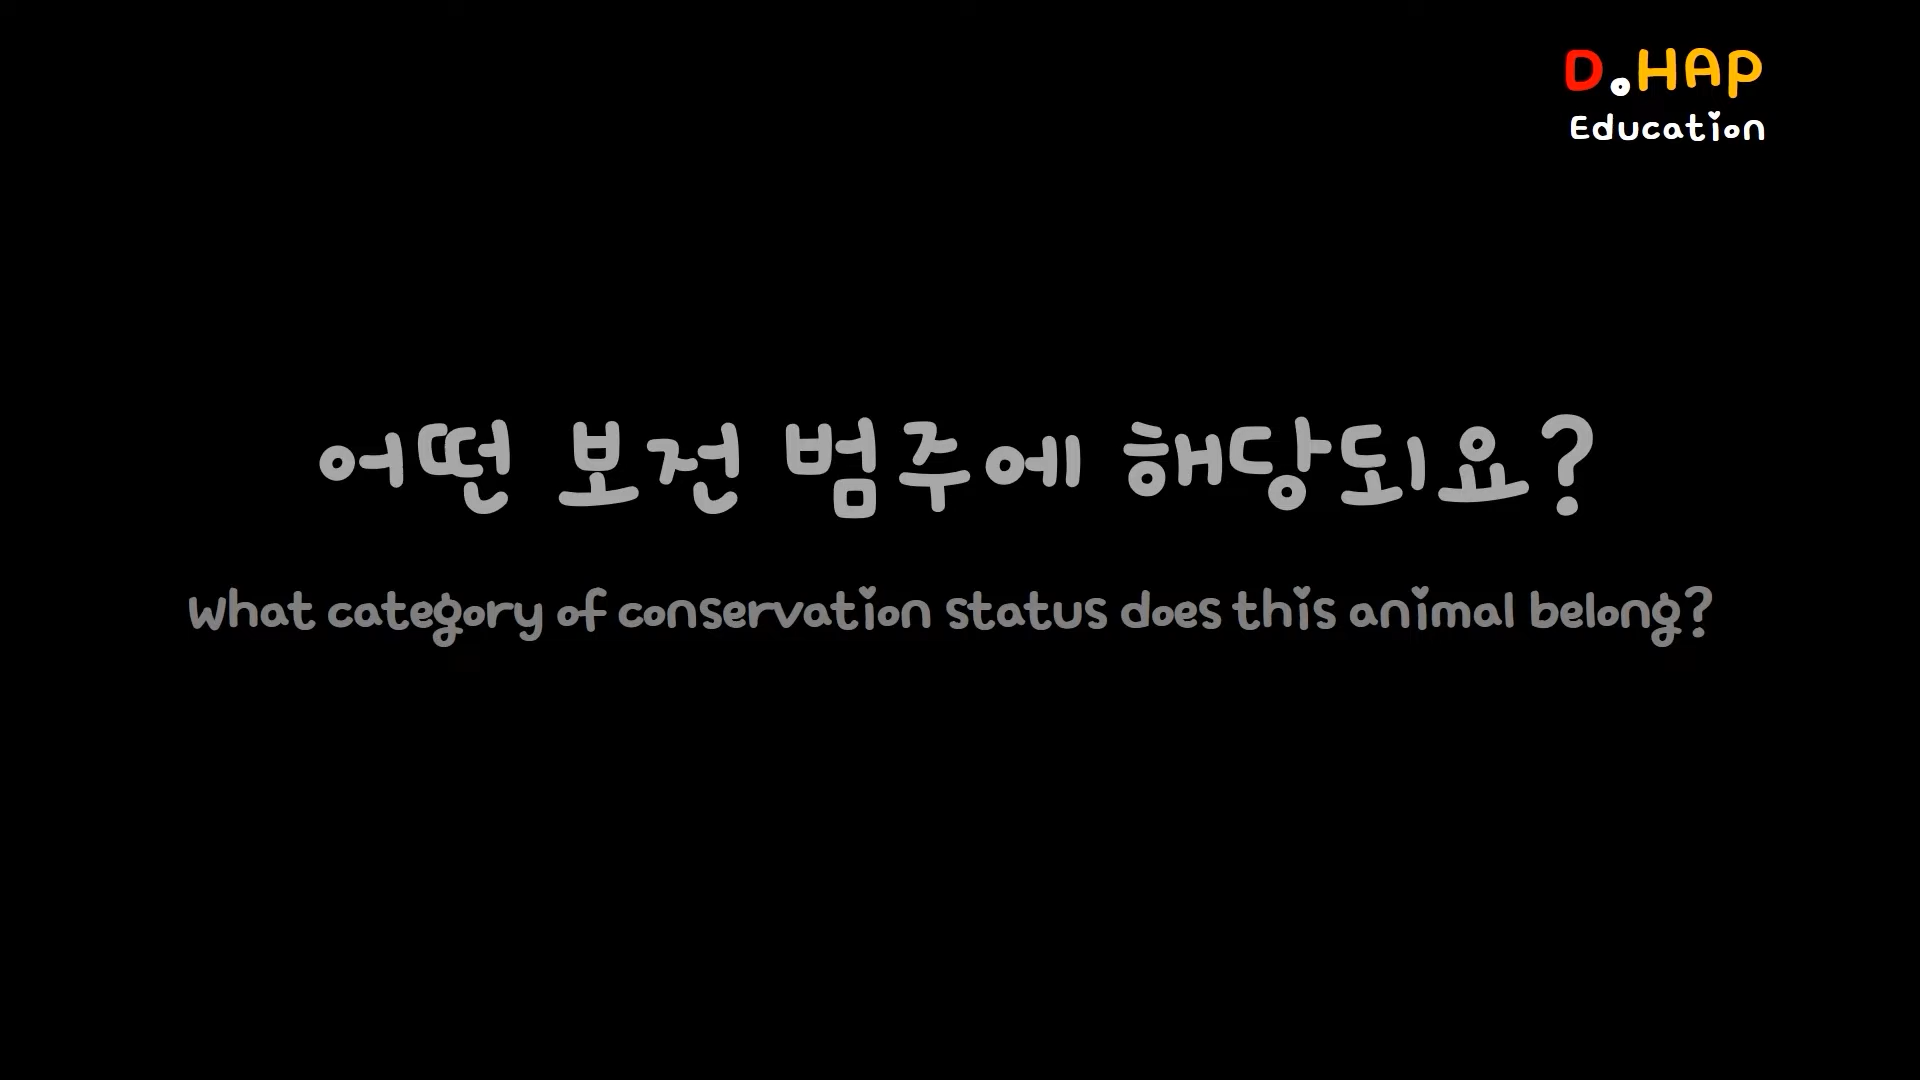 D.HAP
Education
어떤 보전 범주에 해당되요?
What category of conservation status does this animal belong?